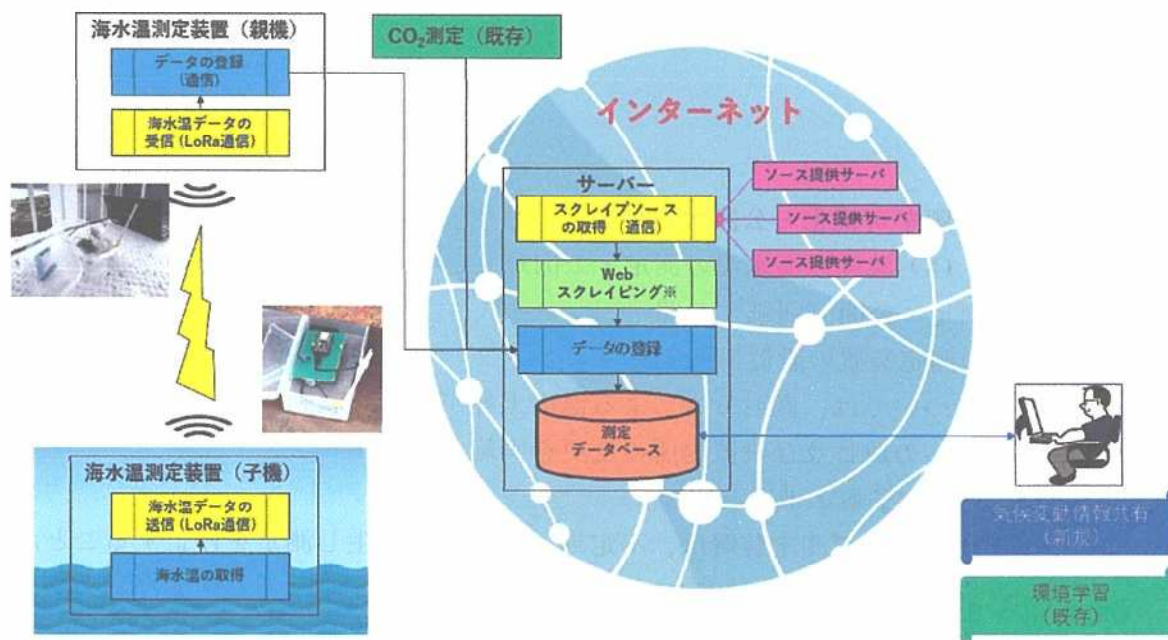 海水温測定装置（親機）
データの登録
（通信）
海水温データの
受信（LoRa通信）
CO₂測定（既存）
インターネット
サーバー
スクレイプソース
の取得（通信）
Web
スクレイピング※
データの登録
測定
データベース
ソース提供サーバ
ソース提供サーバ
ソース提供サーバ
海水温測定装置（子機）
海水温データの
送信（LoRa通信）
海水温の取得
気候変動情報共有
（新規）
環境学習
（既存）